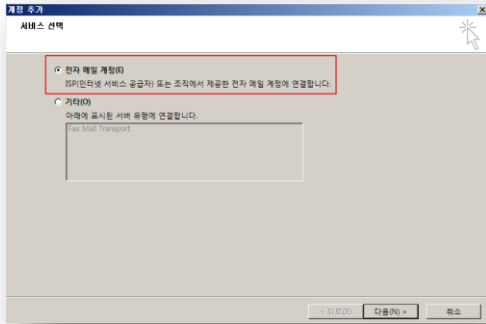 계정 추가
서비스 선택
전자 메일 계정(E)
ISP(인터넷 서비스 공급자) 또는 조직에서 제공한 전자 메일 계정에 연결합니다.
기타(O)
아래에 표시된 서버 유형에 연결합니다.
Fax Mail Transport
< 뒤로(B) 다음(N) > 취소